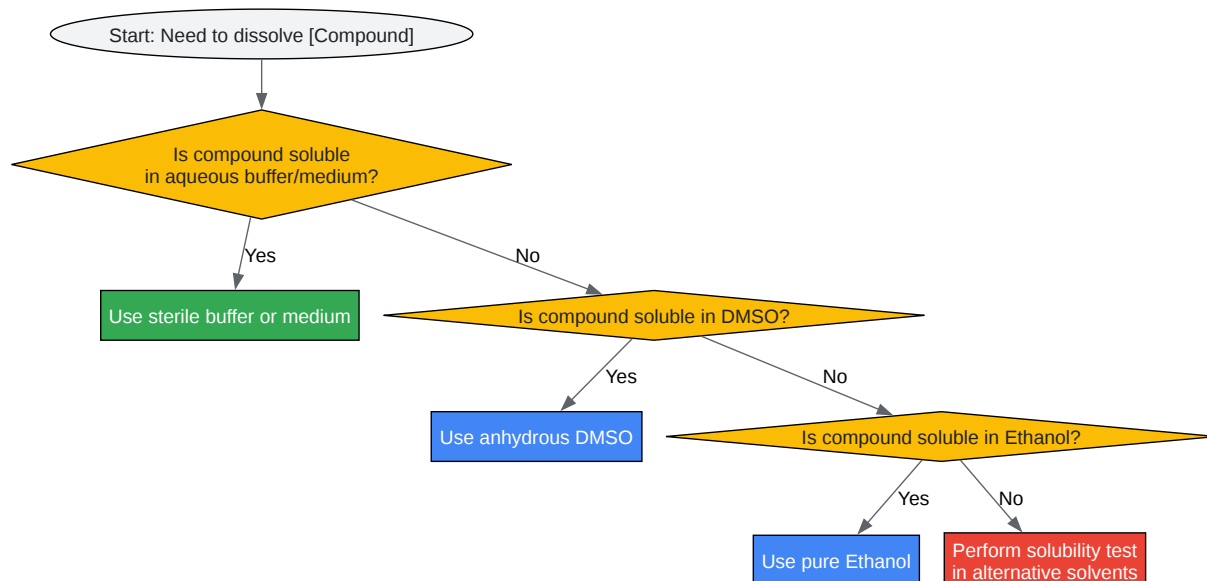 Start: Need to dissolve [Compound]
Is compound soluble
in aqueous buffer/medium?
Yes
No
Use sterile buffer or medium
Is compound soluble in DMSO?
Yes
No
Use anhydrous DMSO
Is compound soluble in Ethanol?
Yes
No
Use pure Ethanol
Perform solubility test
in alternative solvents